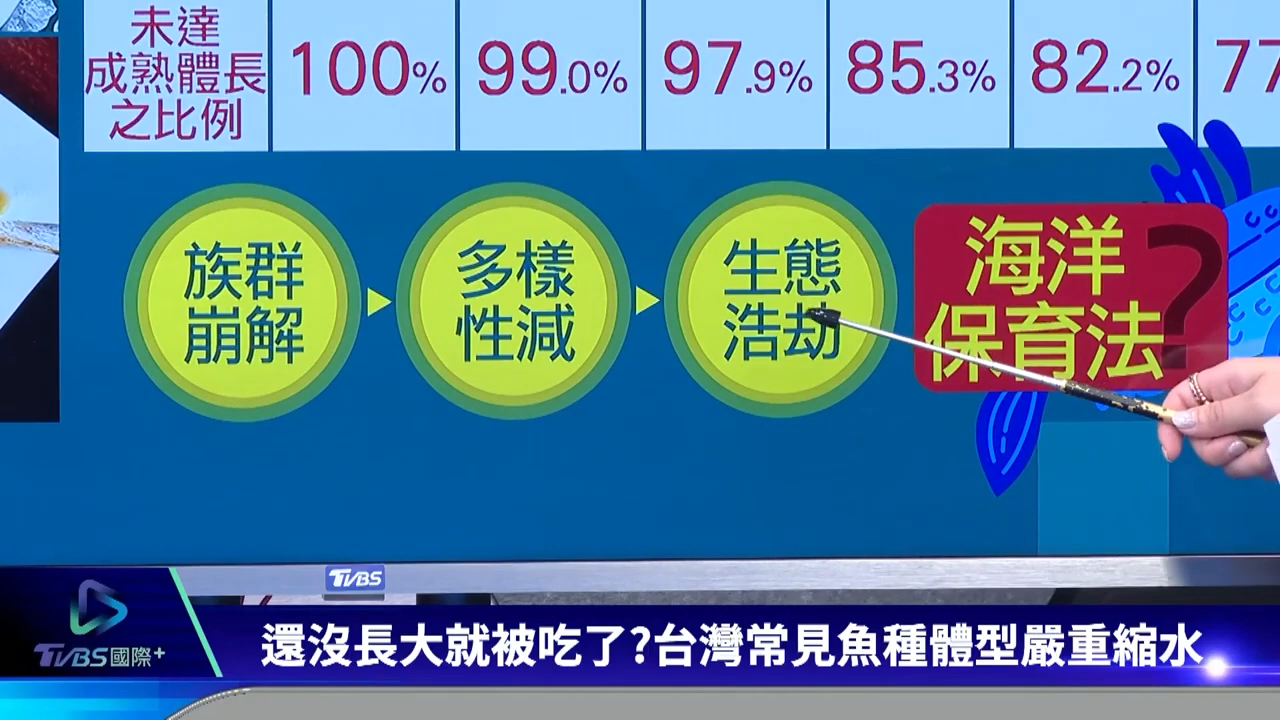 未達
成熟體長
之比例
100%
99.0%
97.9%
85.3%
82.2%
77
族群
崩解
多樣
性減
生態
浩劫
海洋
保育法?
TVBS
TVBS國際+
還沒長大就被吃了?台灣常見魚種體型嚴重縮水